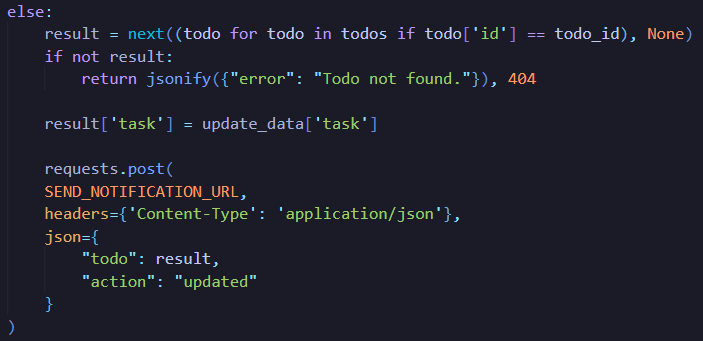 else:
    result = next((todo for todo in todos if todo['id'] == todo_id), None)
    if not result:
        return jsonify({"error": "Todo not found."}), 404

    result['task'] = update_data['task']

    requests.post(
    SEND_NOTIFICATION_URL,
    headers={'Content-Type': 'application/json'},
    json={
        "todo": result,
        "action": "updated"
    }
)